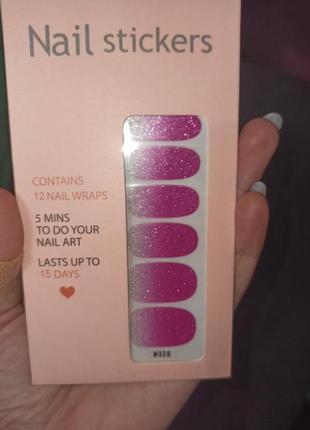 Nail stickers
CONTAINS
12 NAIL WRAPS
5 MINS
TO DO YOUR
NAIL ART
LASTS UP TO
15 DAYS
M328